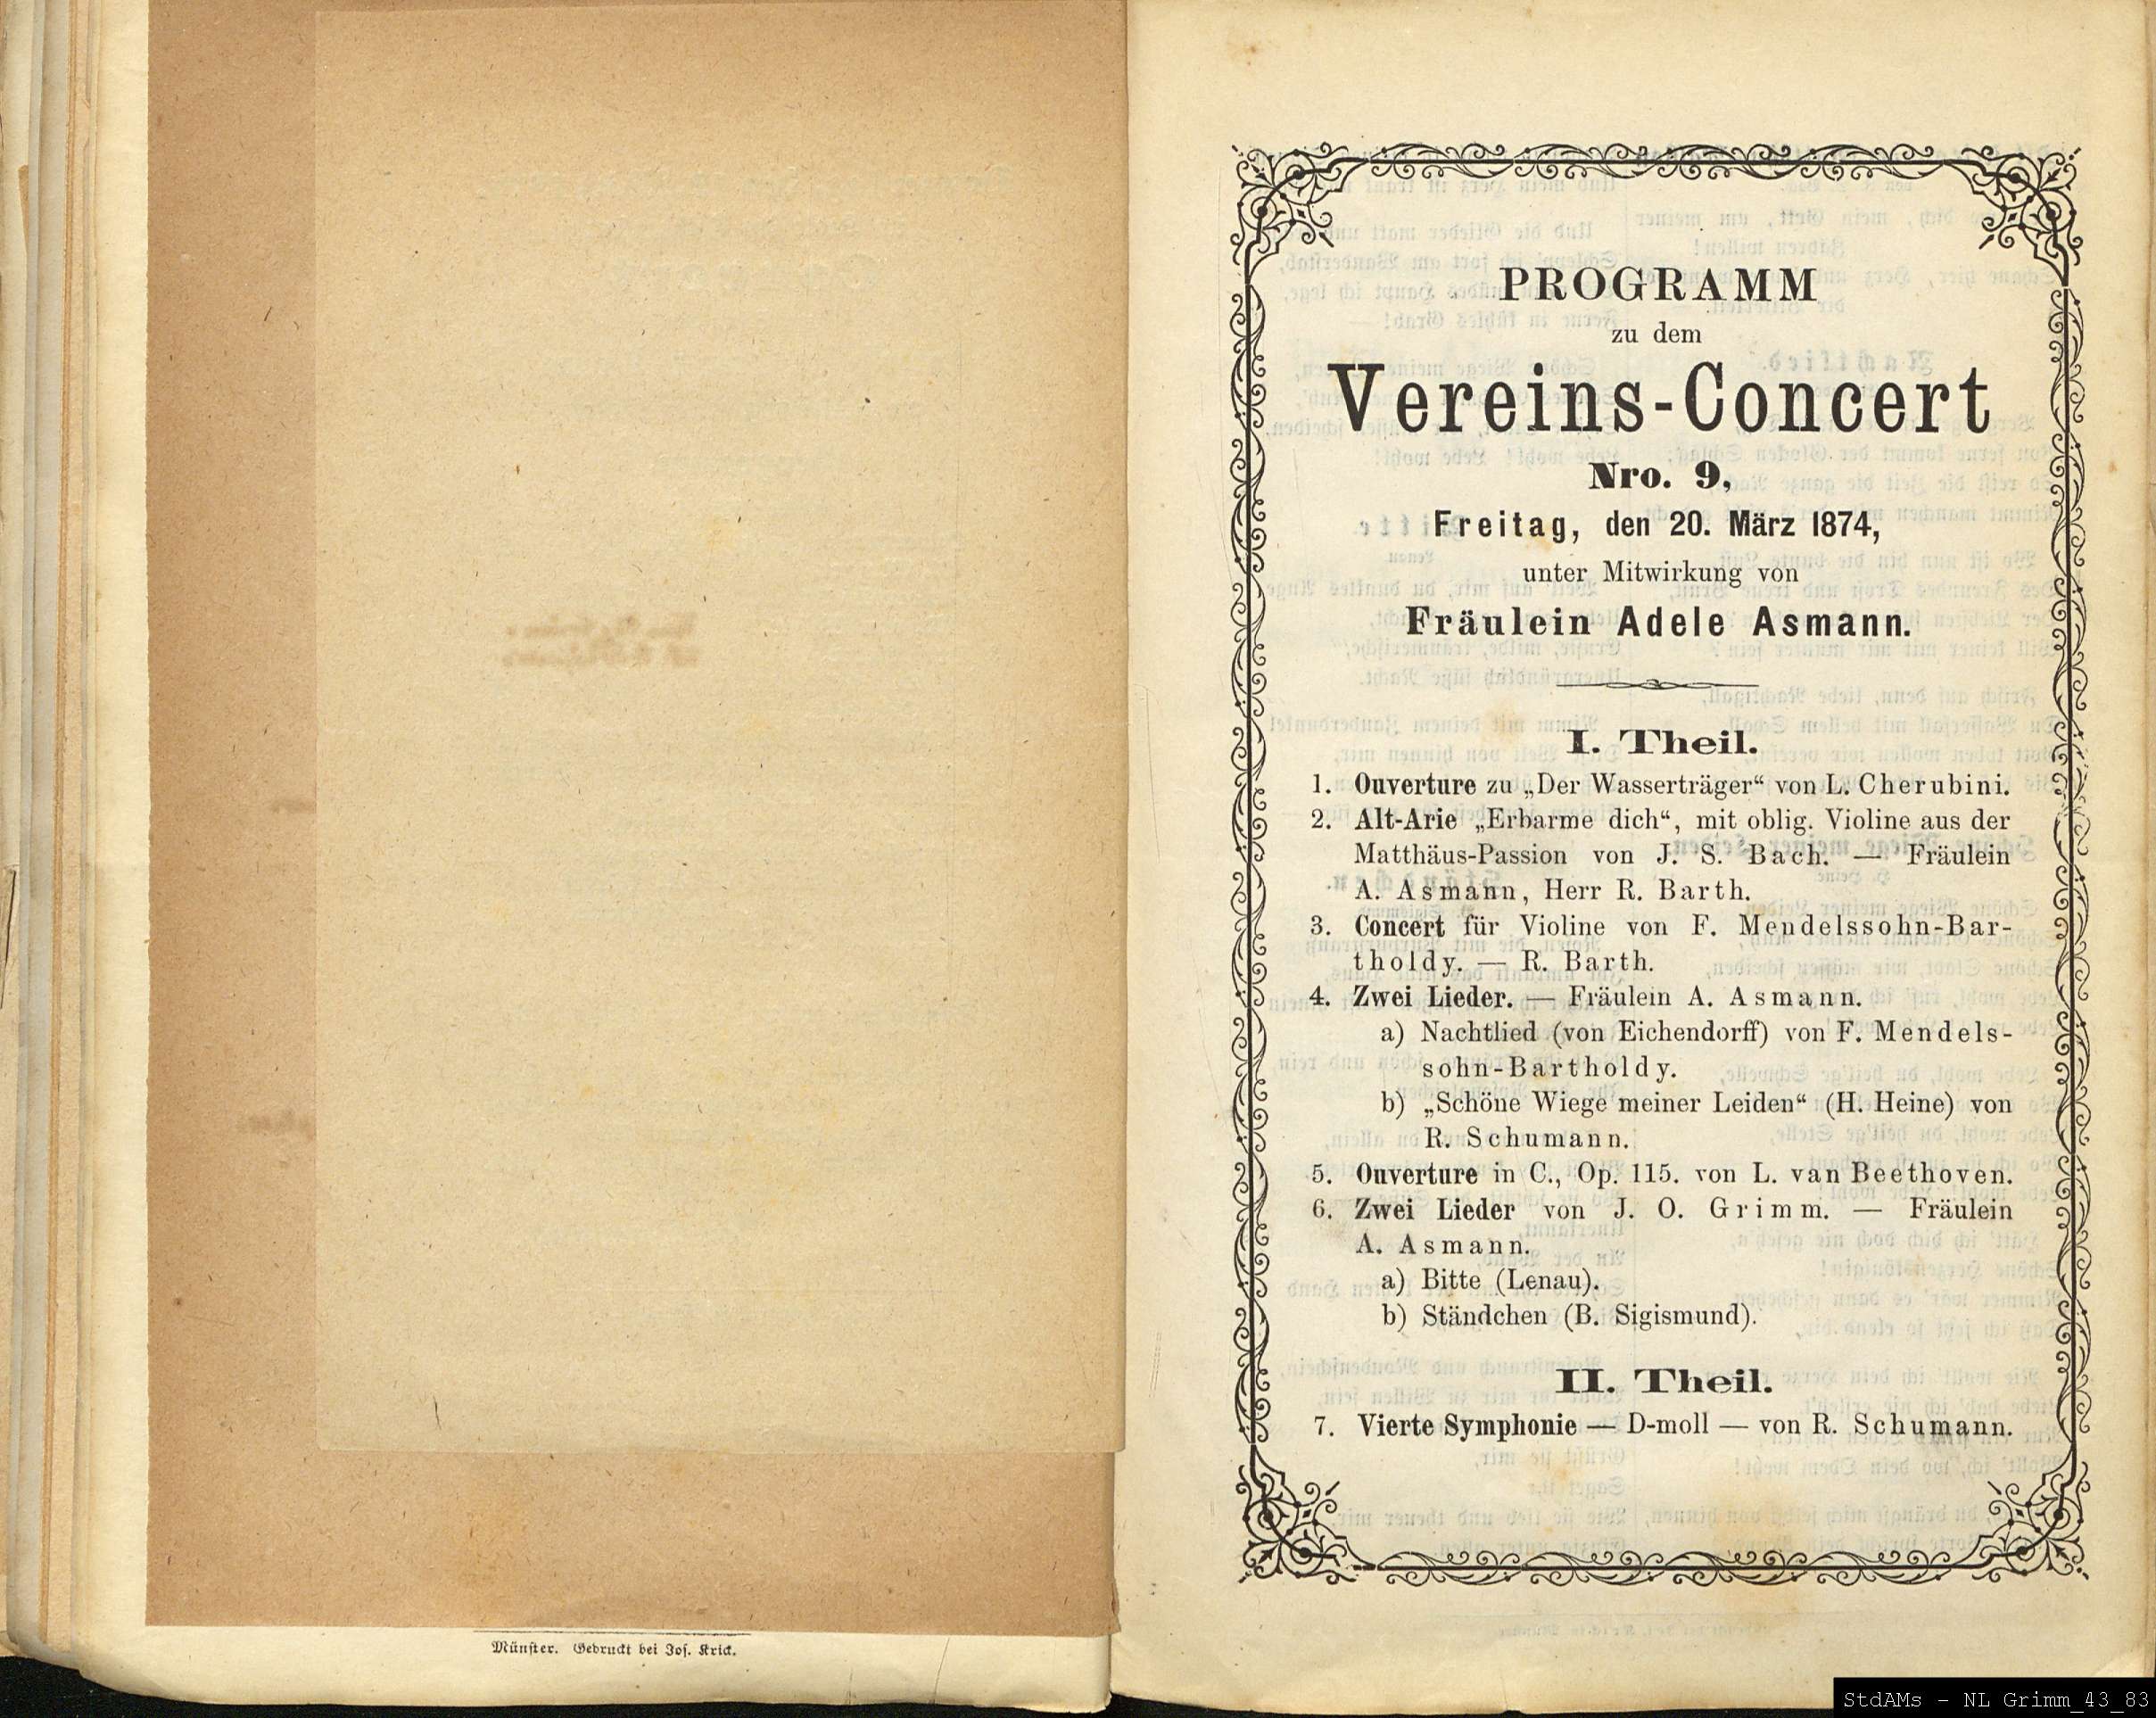 Münster. Gedruckt bei Jos. Krick.
PROGRAMM
zu dem
Vereins-Concert
Nro. 9,
Freitag, den 20. März 1874,
unter Mitwirkung von
Fräulein Adele Asmann.
I. Theil.
1. Ouverture zu „Der Wasserträger“ von L. Cherubini.
2. Alt-Arie „Erbarme dich“, mit oblig. Violine aus der
Matthäus-Passion von J. S. Bach. — Fräulein
A. Asmann, Herr R. Barth.
3. Concert für Violine von F. Mendelssohn-Bar-
tholdy. — R. Barth.
4. Zwei Lieder. — Fräulein A. Asmann.
a) Nachtlied (von Eichendorff) von F. Mendels-
sohn-Bartholdy.
b) „Schöne Wiege meiner Leiden“ (H. Heine) von
R. Schumann.
5. Ouverture in C., Op. 115. von L. van Beethoven.
6. Zwei Lieder von J. O. Grimm. — Fräulein
A. Asmann.
a) Bitte (Lenau).
b) Ständchen (B. Sigismund).
II. Theil.
7. Vierte Symphonie — D-moll — von R. Schumann.
StdAMs - NL Grimm_43_83